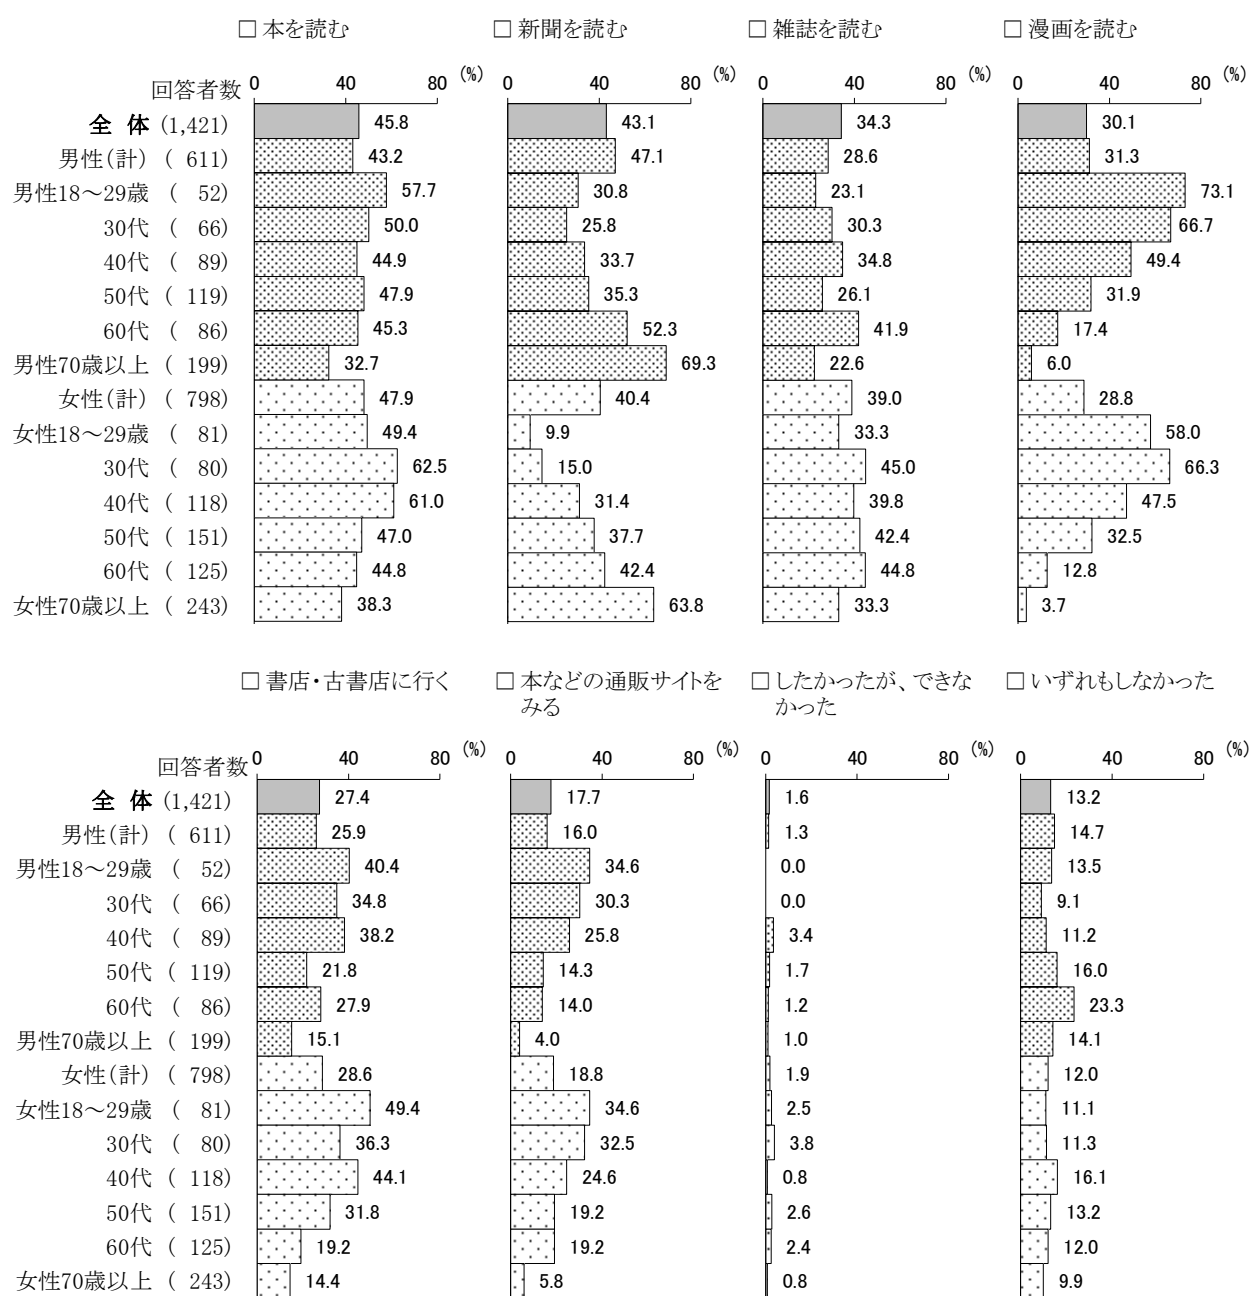 □ 本を読む □ 新聞を読む □ 雑誌を読む □ 漫画を読む
0 40 80 (%) 0 40 80 (%) 0 40 80 (%) 0 40 80 (%)
回答者数
全 体 (1,421) 45.8 43.1 34.3 30.1
男性(計) ( 611) 43.2 47.1 28.6 31.3
男性18～29歳 ( 52) 57.7 30.8 23.1 73.1
30代 ( 66) 50.0 25.8 30.3 66.7
40代 ( 89) 44.9 33.7 34.8 49.4
50代 ( 119) 47.9 35.3 26.1 31.9
60代 ( 86) 45.3 52.3 41.9 17.4
男性70歳以上 ( 199) 32.7 69.3 22.6 6.0
女性(計) ( 798) 47.9 40.4 39.0 28.8
女性18～29歳 ( 81) 49.4 9.9 33.3 58.0
30代 ( 80) 62.5 15.0 45.0 66.3
40代 ( 118) 61.0 31.4 39.8 47.5
50代 ( 151) 47.0 37.7 42.4 32.5
60代 ( 125) 44.8 42.4 44.8 12.8
女性70歳以上 ( 243) 38.3 63.8 33.3 3.7
□ 書店・古書店に行く □ 本などの通販サイトを □ したかったが、できな □ いずれもしなかった
みる かった
0 40 80 (%) 0 40 80 (%) 0 40 80 (%) 0 40 80 (%)
回答者数
全 体 (1,421) 27.4 17.7 1.6 13.2
男性(計) ( 611) 25.9 16.0 1.3 14.7
男性18～29歳 ( 52) 40.4 34.6 0.0 13.5
30代 ( 66) 34.8 30.3 0.0 9.1
40代 ( 89) 38.2 25.8 3.4 11.2
50代 ( 119) 21.8 14.3 1.7 16.0
60代 ( 86) 27.9 14.0 1.2 23.3
男性70歳以上 ( 199) 15.1 4.0 1.0 14.1
女性(計) ( 798) 28.6 18.8 1.9 12.0
女性18～29歳 ( 81) 49.4 34.6 2.5 11.1
30代 ( 80) 36.3 32.5 3.8 11.3
40代 ( 118) 44.1 24.6 0.8 16.1
50代 ( 151) 31.8 19.2 2.6 13.2
60代 ( 125) 19.2 19.2 2.4 12.0
女性70歳以上 ( 243) 14.4 5.8 0.8 9.9